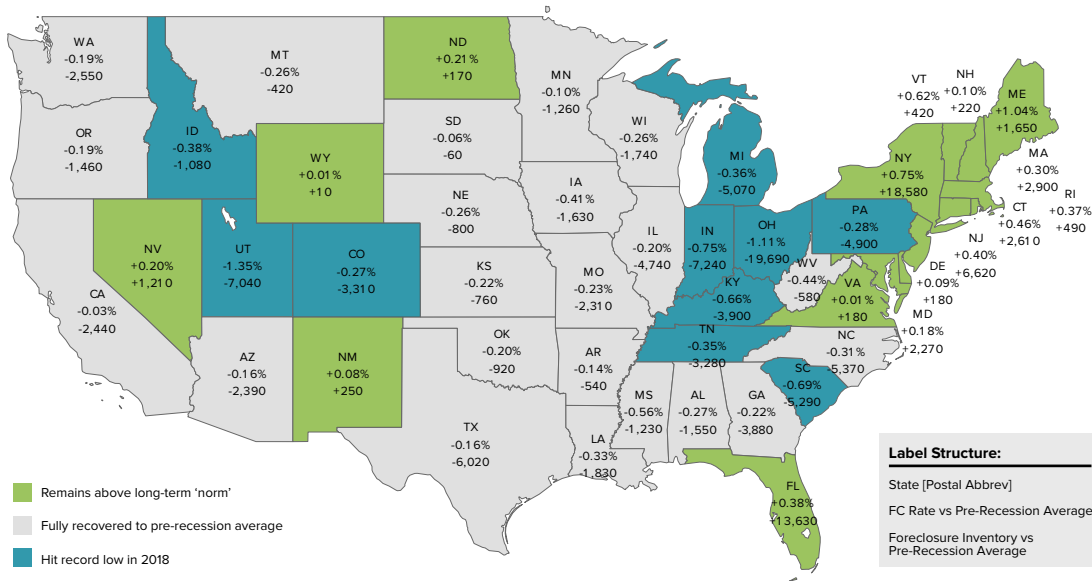 WA
-0.19%
-2,550
MT
-0.26%
-420
ND
+0.21%
+170
MN
-0.10%
-1,260
VT
+0.62%
+420
NH
+0.10%
+220
ME
+1.04%
+1,650
OR
-0.19%
-1,460
ID
-0.38%
-1,080
SD
-0.06%
-60
WI
-0.26%
-1,740
MI
-0.36%
-5,070
NY
+0.75%
+18,580
MA
+0.30%
+2,900
RI
+0.37%
+490
WY
+0.01%
+10
NE
-0.26%
-800
IA
-0.41%
-1,630
PA
-0.28%
-4,900
CT
+0.46%
+2,610
NJ
+0.40%
+6,620
NV
+0.20%
+1,210
UT
-1.35%
-7,040
CO
-0.27%
-3,310
IL
-0.20%
-4,740
IN
-0.75%
-7,240
OH
-1.11%
-19,690
DE
+0.09%
+180
MD
+0.18%
+2,270
CA
-0.03%
-2,440
KS
-0.22%
-760
MO
-0.23%
-2,310
KY
-0.66%
-3,900
WV
-0.44%
-580
VA
+0.01%
+180
AZ
-0.16%
-2,390
NM
+0.08%
+250
OK
-0.20%
-920
AR
-0.14%
-540
TN
-0.35%
-3,280
NC
-0.31%
-5,370
SC
-0.69%
-5,290
TX
-0.16%
-6,020
LA
-0.33%
-1,830
MS
-0.56%
-1,230
AL
-0.27%
-1,550
GA
-0.22%
-3,880
FL
+0.38%
+13,630
Remains above long-term ‘norm’
Fully recovered to pre-recession average
Hit record low in 2018
Label Structure:
State [Postal Abbrev]
FC Rate vs Pre-Recession Average
Foreclosure Inventory vs
Pre-Recession Average